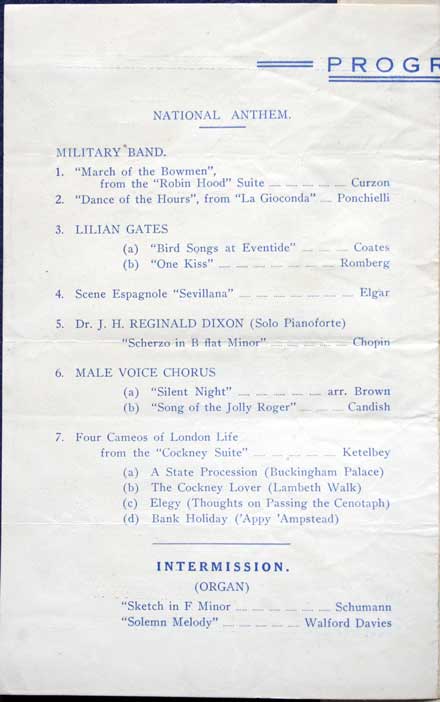 PROGR
NATIONAL ANTHEM.
MILITARY BAND.
1. "March of the Bowmen",
from the "Robin Hood" Suite ... ... ... ... Curzon
2. "Dance of the Hours", from "La Gioconda" ... Ponchielli
3. LILIAN GATES
(a) "Bird Songs at Eventide" ... ... ... Coates
(b) "One Kiss" ... ... ... ... ... ... ... Romberg
4. Scene Espagnole "Sevillana" ... ... ... ... ... ... ... Elgar
5. Dr. J. H. REGINALD DIXON (Solo Pianoforte)
"Scherzo in B flat Minor" ... ... ... ... ... Chopin
6. MALE VOICE CHORUS
(a) "Silent Night" ... ... ... ... ... arr. Brown
(b) "Song of the Jolly Roger" ... ... ... Candish
7. Four Cameos of London Life
from the "Cockney Suite" ... ... ... ... ... Ketelbey
(a) A State Procession (Buckingham Palace)
(b) The Cockney Lover (Lambeth Walk)
(c) Elegy (Thoughts on Passing the Cenotaph)
(d) Bank Holiday ('Appy 'Ampstead)
INTERMISSION.
(ORGAN)
"Sketch in F Minor ... ... ... ... ... ... Schumann
"Solemn Melody" ... ... ... ... ... Walford Davies